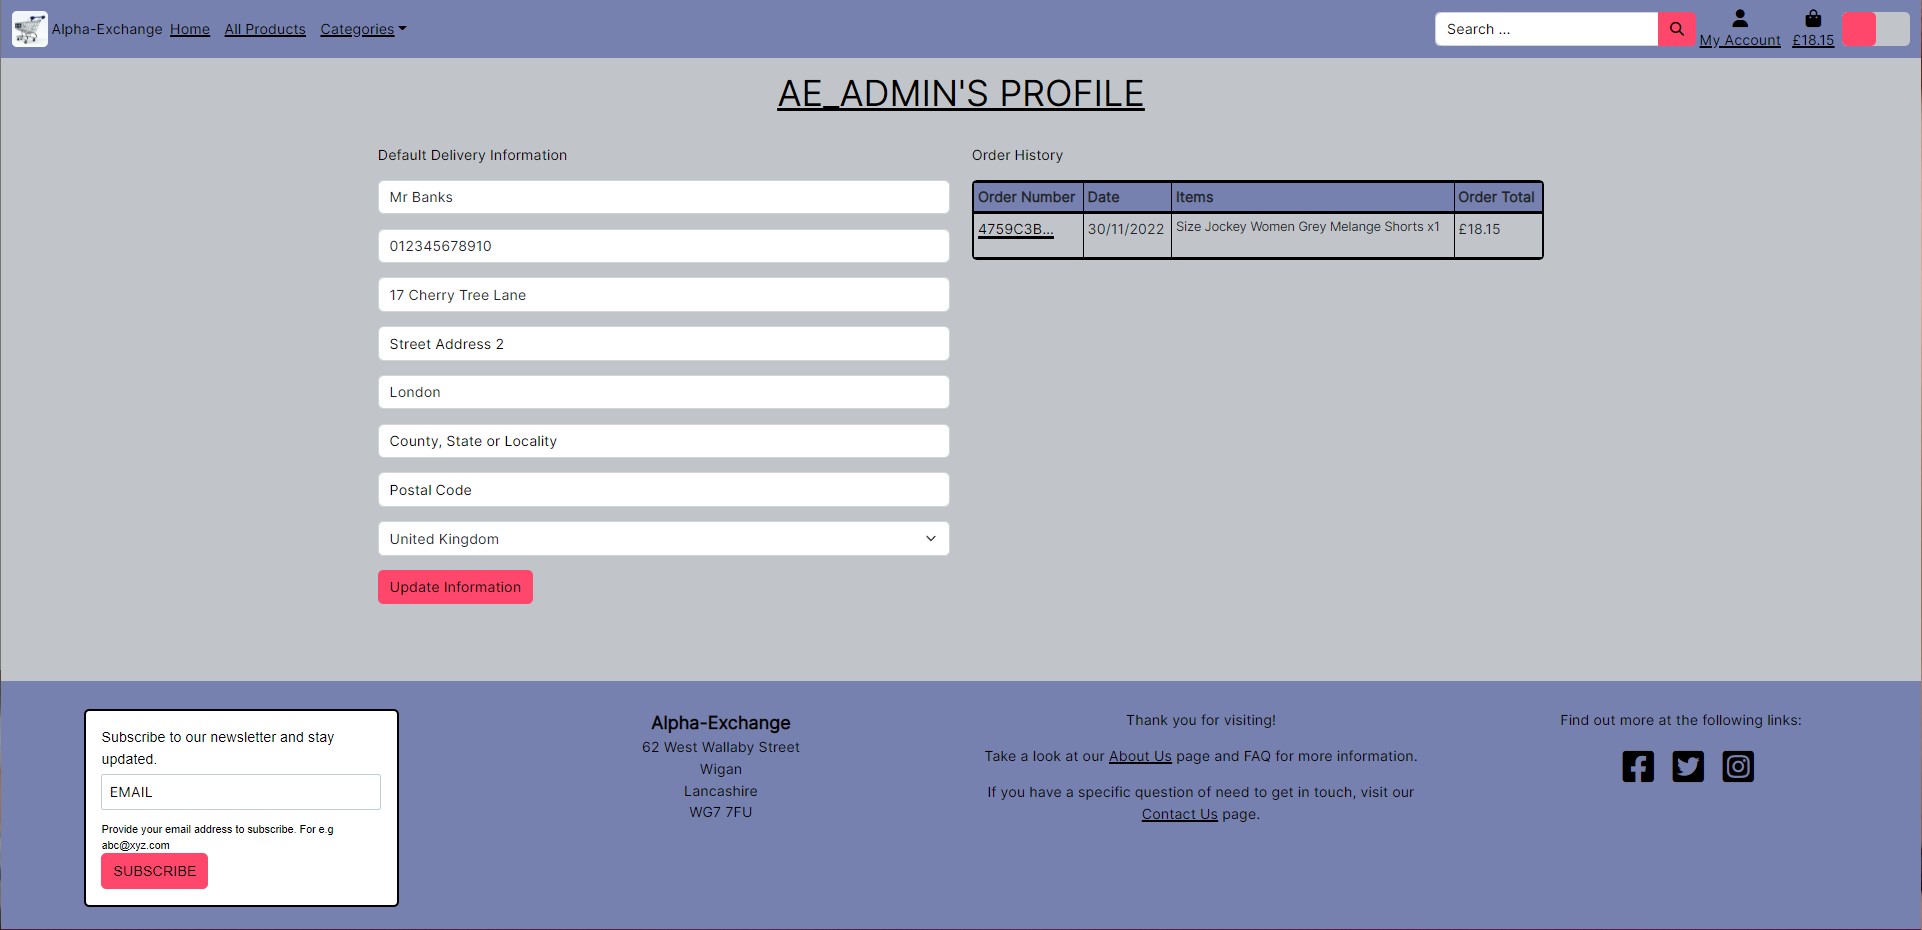 Alpha-Exchange Home All Products Categories Search ... My Account £18.15
AE_ADMIN'S PROFILE
Default Delivery Information
Mr Banks
012345678910
17 Cherry Tree Lane
Street Address 2
London
County, State or Locality
Postal Code
United Kingdom
Update Information
Order History
Order Number Date Items Order Total
4759C3B... 30/11/2022 Size Jockey Women Grey Melange Shorts x1 £18.15
Subscribe to our newsletter and stay
updated.
EMAIL
Provide your email address to subscribe. For e.g
abc@xyz.com
SUBSCRIBE
Alpha-Exchange
62 West Wallaby Street
Wigan
Lancashire
WG7 7FU
Thank you for visiting!
Take a look at our About Us page and FAQ for more information.
If you have a specific question of need to get in touch, visit our
Contact Us page.
Find out more at the following links: